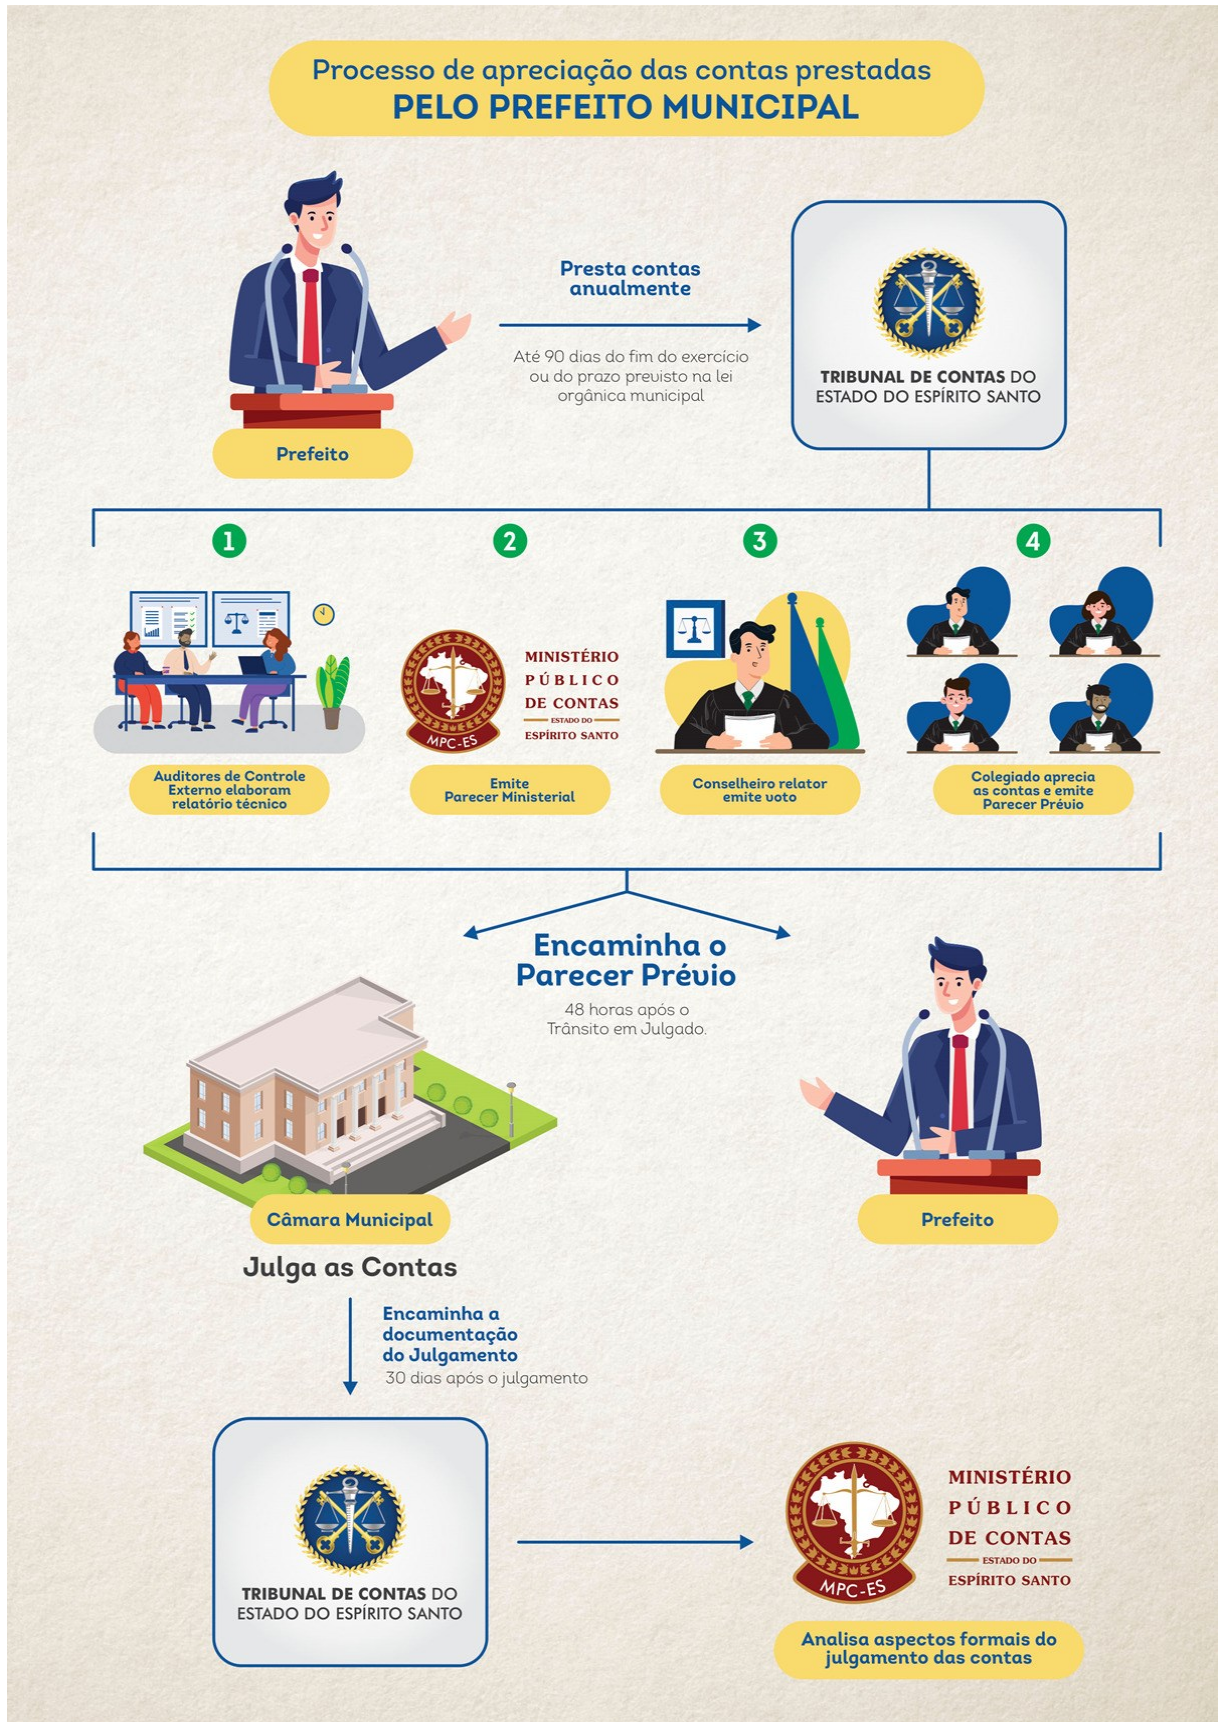 Processo de apreciação das contas prestadas
PELO PREFEITO MUNICIPAL
Presta contas
anualmente
Até 90 dias do fim do exercício
ou do prazo previsto na lei
orgânica municipal
TRIBUNAL DE CONTAS DO
ESTADO DO ESPÍRITO SANTO
Prefeito
1
2
3
4
MINISTÉRIO
PÚBLICO
DE CONTAS
ESTADO DO
ESPÍRITO SANTO
MPC-ES
Auditores de Controle
Externo elaboram
relatório técnico
Emite
Parecer Ministerial
Conselheiro relator
emite voto
Colegiado aprecia
as contas e emite
Parecer Prévio
Encaminha o
Parecer Prévio
48 horas após o
Trânsito em Julgado.
Câmara Municipal
Prefeito
Julga as Contas
Encaminha a
documentação
do Julgamento
30 dias após o julgamento
TRIBUNAL DE CONTAS DO
ESTADO DO ESPÍRITO SANTO
MINISTÉRIO
PÚBLICO
DE CONTAS
ESTADO DO
ESPÍRITO SANTO
MPC-ES
Analisa aspectos formais do
julgamento das contas